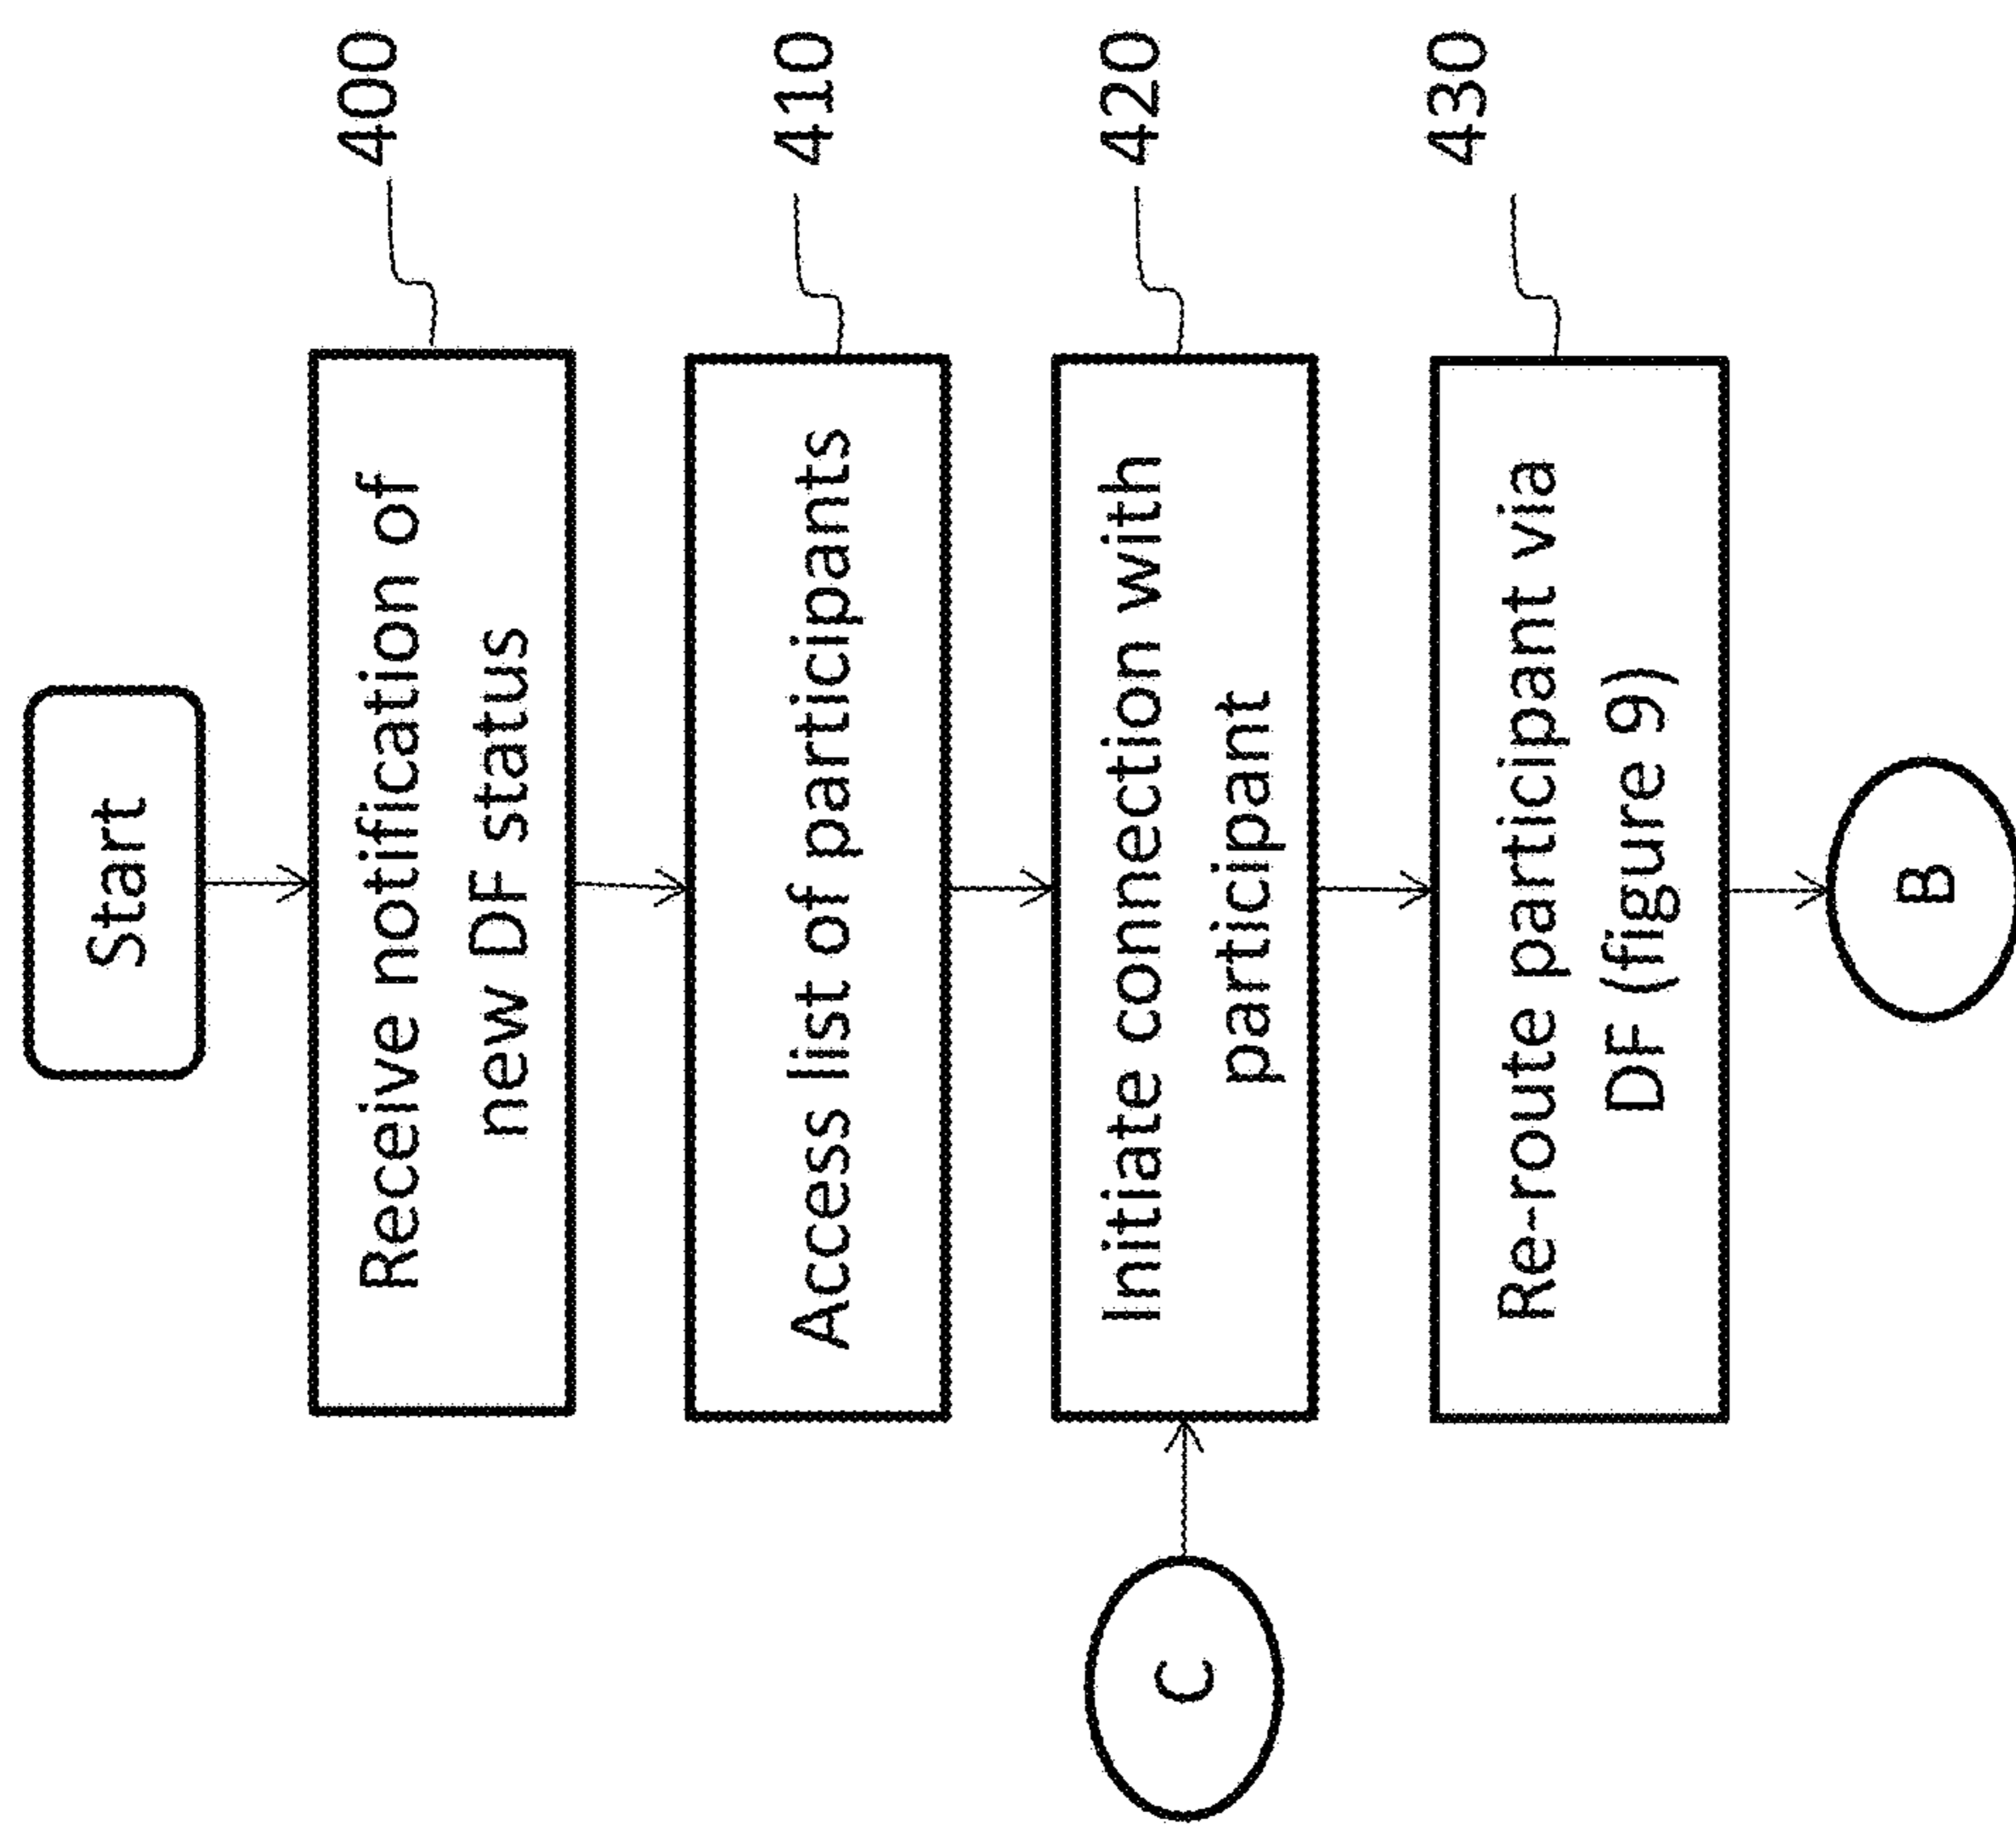 Start
Receive notification of
new DF status
400
Access list of participants
410
Initiate connection with
participant
420
C
Re-route participant via
DF (figure 9)
430
B